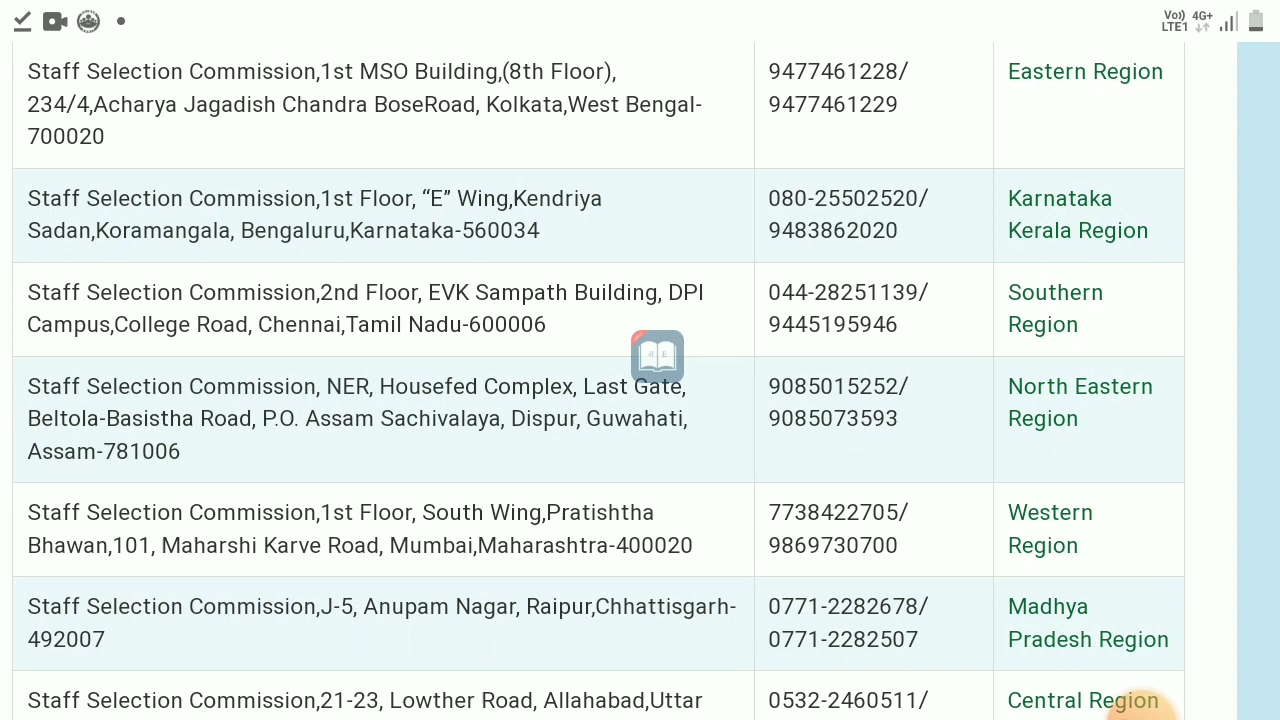 Vo)) 4G+
LTE1
Staff Selection Commission,1st MSO Building,(8th Floor),
234/4,Acharya Jagadish Chandra BoseRoad, Kolkata,West Bengal-
700020
9477461228/
9477461229
Eastern Region
Staff Selection Commission,1st Floor, “E” Wing,Kendriya
Sadan,Koramangala, Bengaluru,Karnataka-560034
080-25502520/
9483862020
Karnataka
Kerala Region
Staff Selection Commission,2nd Floor, EVK Sampath Building, DPI
Campus,College Road, Chennai,Tamil Nadu-600006
044-28251139/
9445195946
Southern
Region
Staff Selection Commission, NER, Housefed Complex, Last Gate,
Beltola-Basistha Road, P.O. Assam Sachivalaya, Dispur, Guwahati,
Assam-781006
9085015252/
9085073593
North Eastern
Region
Staff Selection Commission,1st Floor, South Wing,Pratishtha
Bhawan,101, Maharshi Karve Road, Mumbai,Maharashtra-400020
7738422705/
9869730700
Western
Region
Staff Selection Commission,J-5, Anupam Nagar, Raipur,Chhattisgarh-
492007
0771-2282678/
0771-2282507
Madhya
Pradesh Region
Staff Selection Commission,21-23, Lowther Road, Allahabad,Uttar
0532-2460511/
Central Region